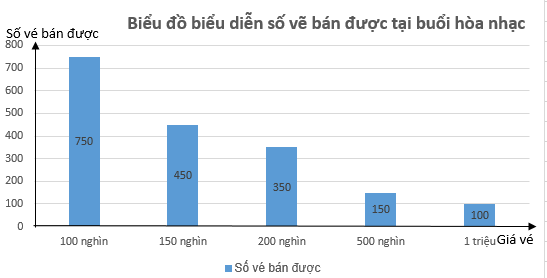 Biểu đồ biểu diễn số vẽ bán được tại buổi hòa nhạc
Số vé bán được
800
700
600
500
400
300
200
100
0
750
450
350
150
100
100 nghìn
150 nghìn
200 nghìn
500 nghìn
1 triệu
Giá vé
Số vé bán được